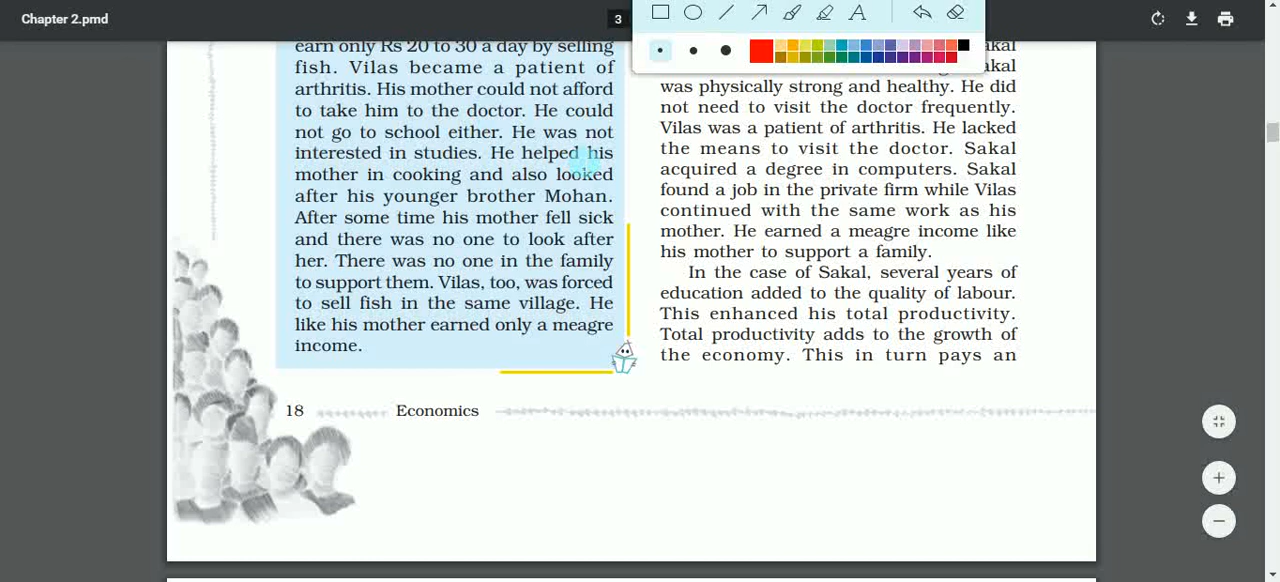 Chapter 2.pmd
3
earn only Rs 20 to 30 a day by selling
fish. Vilas became a patient of
arthritis. His mother could not afford
to take him to the doctor. He could
not go to school either. He was not
interested in studies. He helped his
mother in cooking and also looked
after his younger brother Mohan.
After some time his mother fell sick
and there was no one to look after
her. There was no one in the family
to support them. Vilas, too, was forced
to sell fish in the same village. He
like his mother earned only a meagre
income.
was physically strong and healthy. He did
not need to visit the doctor frequently.
Vilas was a patient of arthritis. He lacked
the means to visit the doctor. Sakal
acquired a degree in computers. Sakal
found a job in the private firm while Vilas
continued with the same work as his
mother. He earned a meagre income like
his mother to support a family.
In the case of Sakal, several years of
education added to the quality of labour.
This enhanced his total productivity.
Total productivity adds to the growth of
the economy. This in turn pays an
18 Economics